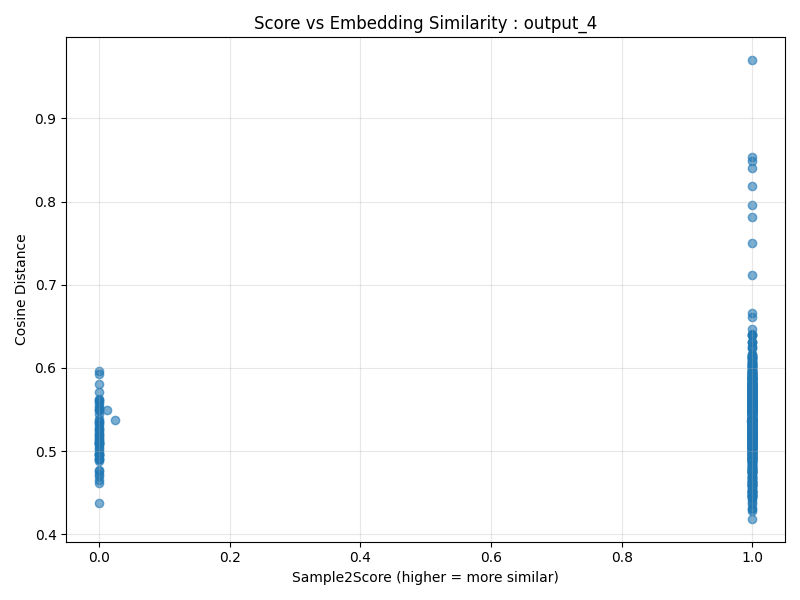 Score vs Embedding Similarity : output_4
Cosine Distance
0.9
0.8
0.7
0.6
0.5
0.4
0.0 0.2 0.4 0.6 0.8 1.0
Sample2Score (higher = more similar)